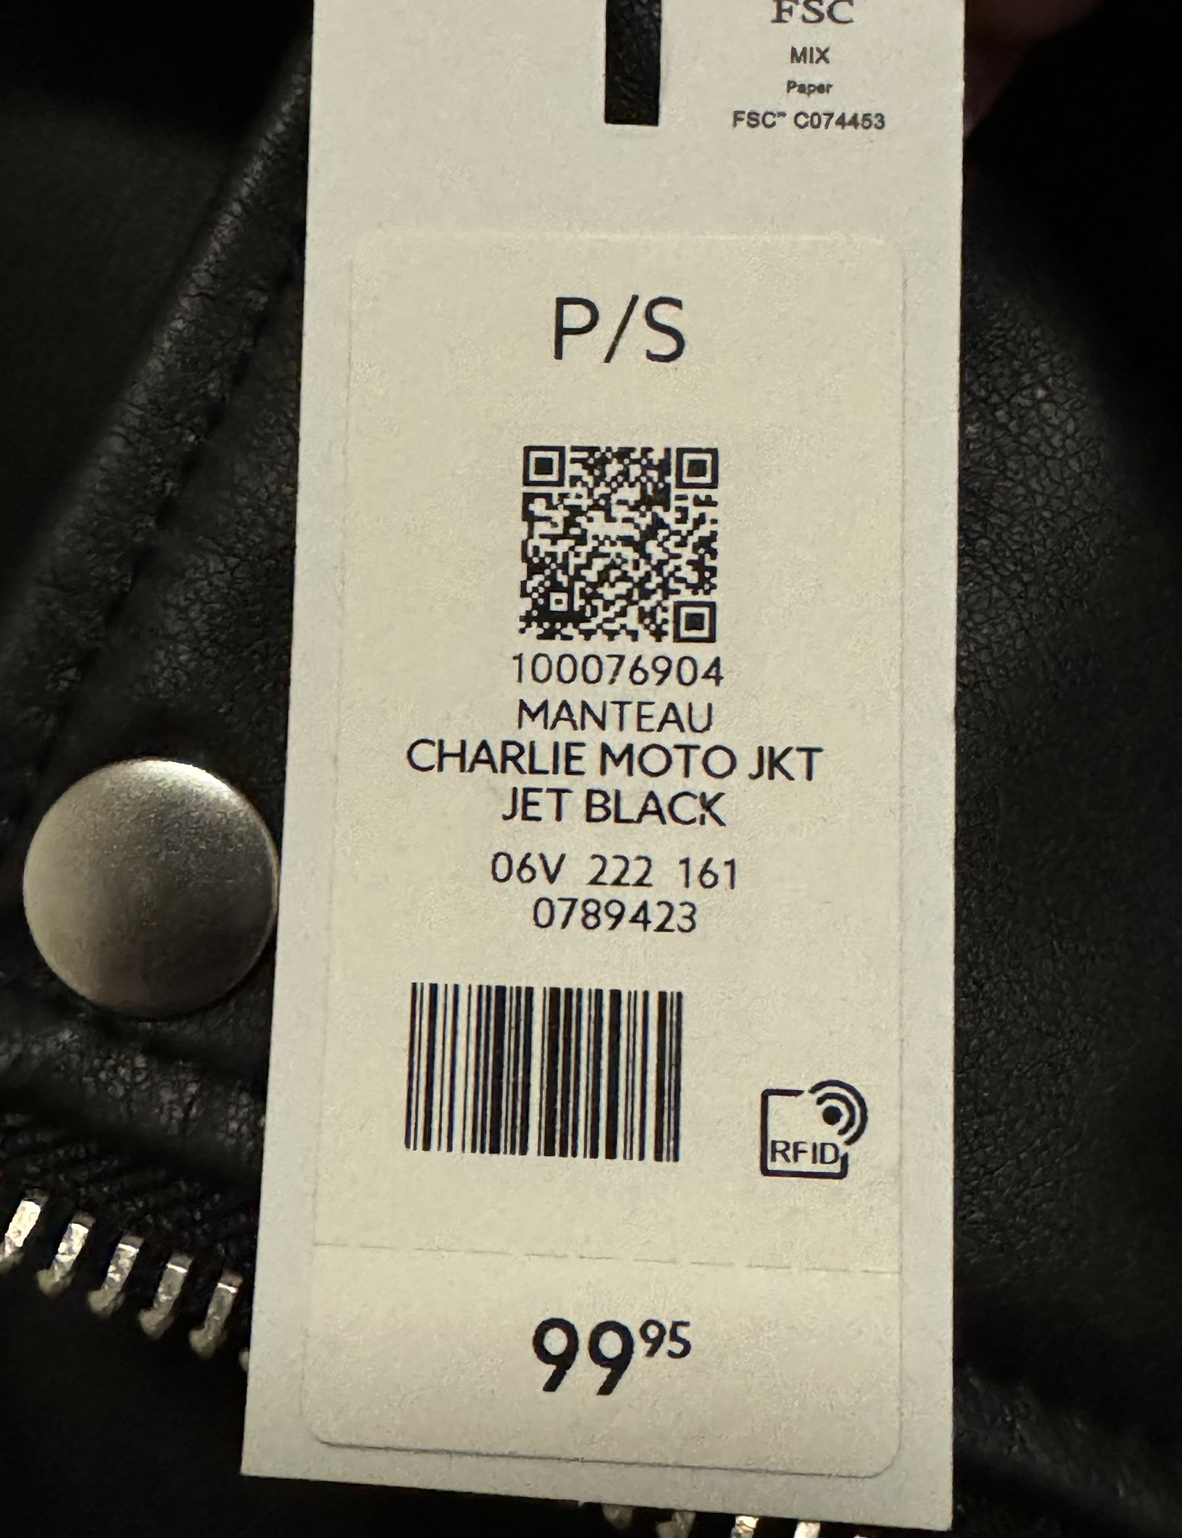 FSC
MIX
Paper
FSC™ C074453
P/S
100076904
MANTEAU
CHARLIE MOTO JKT
JET BLACK
06V 222 161
0789423
RFID
99⁹⁵